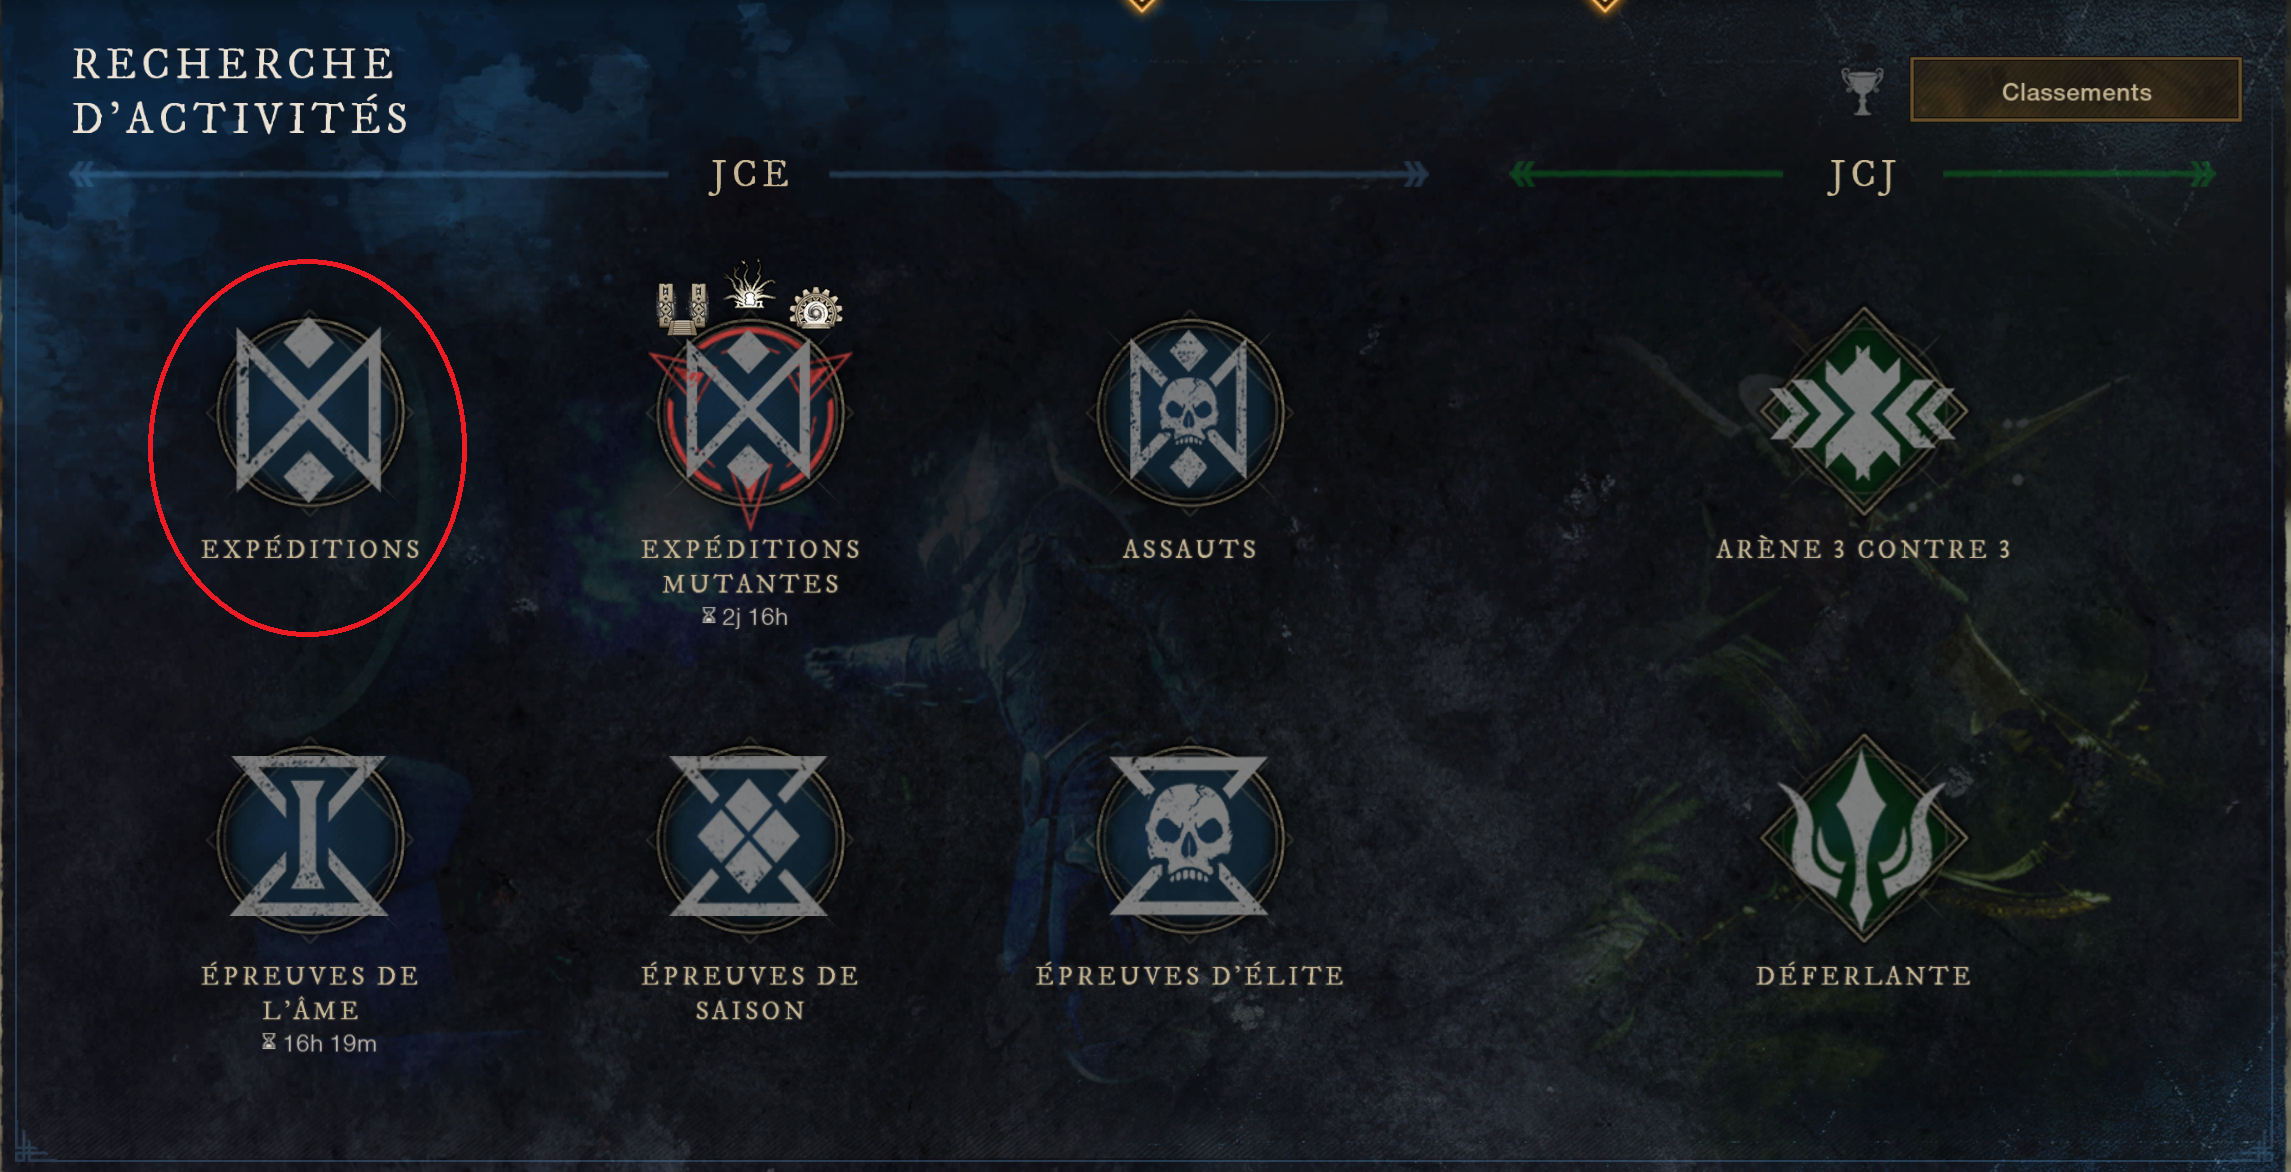 RECHERCHE
D'ACTIVITÉS
Classements
JCE
JCJ
EXPÉDITIONS
EXPÉDITIONS
MUTANTES
2j 16h
ASSAUTS
ARÈNE 3 CONTRE 3
ÉPREUVES DE
L'ÂME
16h 19m
ÉPREUVES DE
SAISON
ÉPREUVES D'ÉLITE
DÉFERLANTE